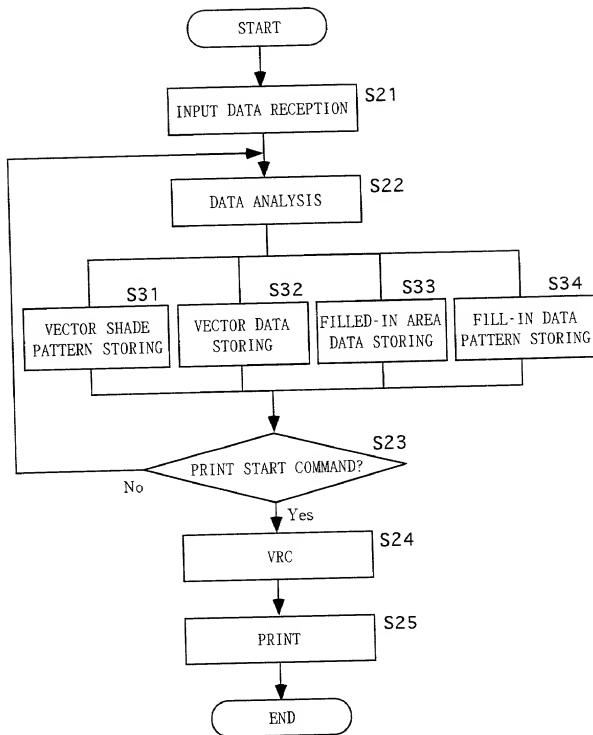 START
S21
INPUT DATA RECEPTION
S22
DATA ANALYSIS
S31
VECTOR SHADE
PATTERN STORING
S32
VECTOR DATA
STORING
S33
FILLED-IN AREA
DATA STORING
S34
FILL-IN DATA
PATTERN STORING
S23
PRINT START COMMAND?
No
Yes
S24
VRC
S25
PRINT
END